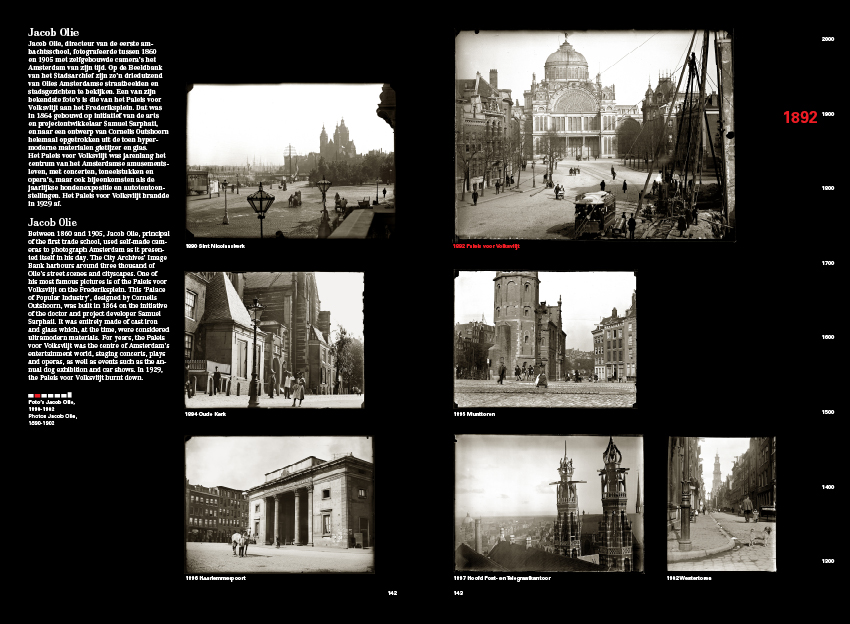 Jacob Olie
Jacob Olie, directeur van de eerste am-
bachtsschool, fotografeerde tussen 1860
en 1905 met zelfgebouwde camera's het
Amsterdam van zijn tijd. Op de Beeldbank
van het Stadsarchief zijn zo'n drieduizend
van Olies Amsterdamse straatbeelden en
stadsgezichten te bekijken. Een van zijn
bekendste foto's is die van het Paleis voor
Volksvlijt aan het Frederiksplein. Dat was
in 1864 gebouwd op initiatief van de arts
en projectontwikkelaar Samuel Sarphati,
en naar een ontwerp van Cornelis Outshoorn
helemaal opgetrokken uit de toen hyper-
moderne materialen gietijzer en glas.
Het Paleis voor Volksvlijt was jarenlang het
centrum van het Amsterdamse amusements-
leven, met concerten, toneelstukken en
opera's, maar ook bijeenkomsten als de
jaarlijkse hondenexpositie en autotentoon-
stellingen. Het Paleis voor Volksvlijt brandde
in 1929 af.
Jacob Olie
Between 1860 and 1905, Jacob Olie, principal
of the first trade school, used self-made cam-
eras to photograph Amsterdam as it presen-
ted itself in his day. The City Archives' Image
Bank harbours around three thousand of
Olie's street scenes and cityscapes. One of
his most famous pictures is of the Paleis voor
Volksvlijt on the Frederiksplein. This 'Palace
of Popular Industry', designed by Cornelis
Outshoorn, was built in 1864 on the initiative
of the doctor and project developer Samuel
Sarphati. It was entirely made of cast iron
and glass which, at the time, were considered
ultramodern materials. For years, the Paleis
voor Volksvlijt was the centre of Amsterdam's
entertainment world, staging concerts, plays
and operas, as well as events such as the an-
nual dog exhibition and car shows. In 1929,
the Paleis voor Volksvlijt burnt down.
Foto's Jacob Olie,
1890-1902
Photos Jacob Olie,
1890-1902
1890 Sint Nicolaaskerk
1894 Oude Kerk
1896 Haarlemmerpoort
142
1892 Paleis voor Volksvlijt
Munttoren
Hoofd Post- en Telegraafkantoor
1902 Westertoren
143
2000
1892
1900
1800
1700
1600
1500
1400